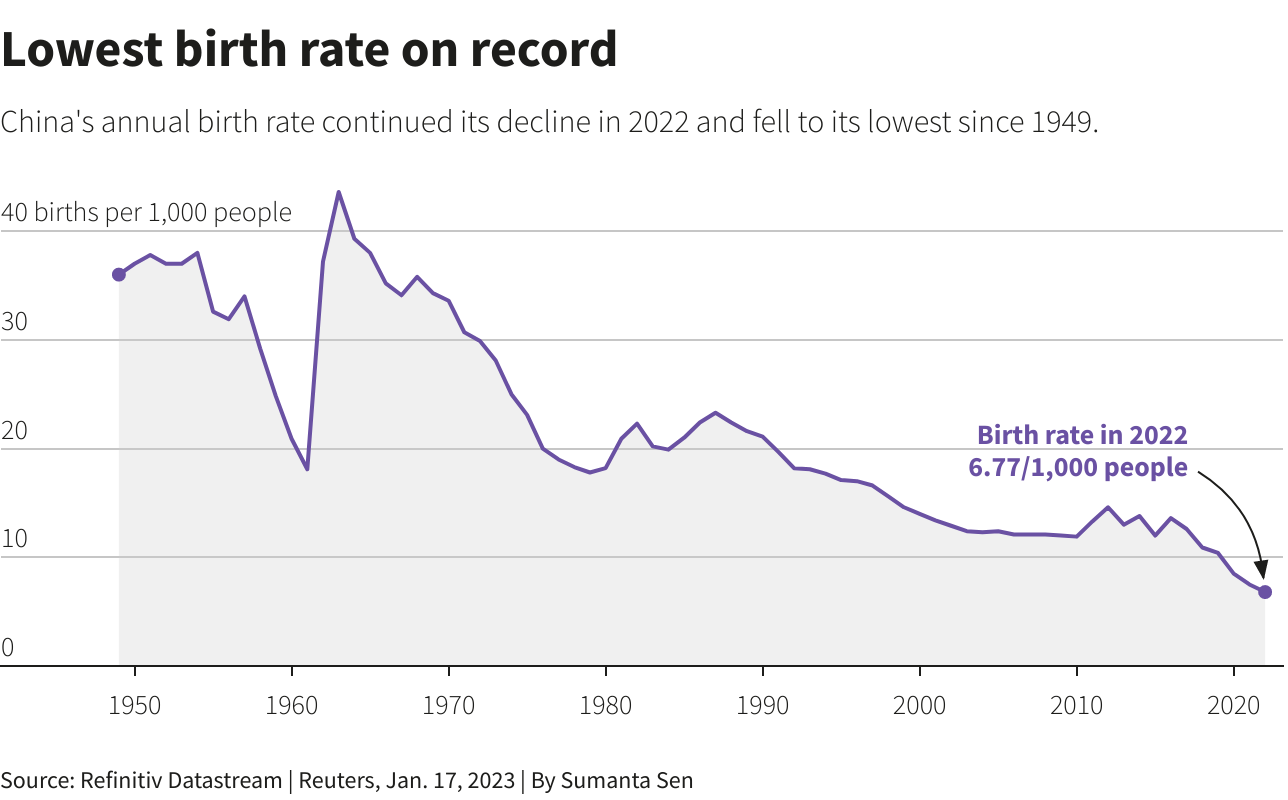 Lowest birth rate on record
China's annual birth rate continued its decline in 2022 and fell to its lowest since 1949.
40 births per 1,000 people
30
20
Birth rate in 2022
6.77/1,000 people
10
0
1950 1960 1970 1980 1990 2000 2010 2020
Source: Refinitiv Datastream | Reuters, Jan. 17, 2023 | By Sumanta Sen